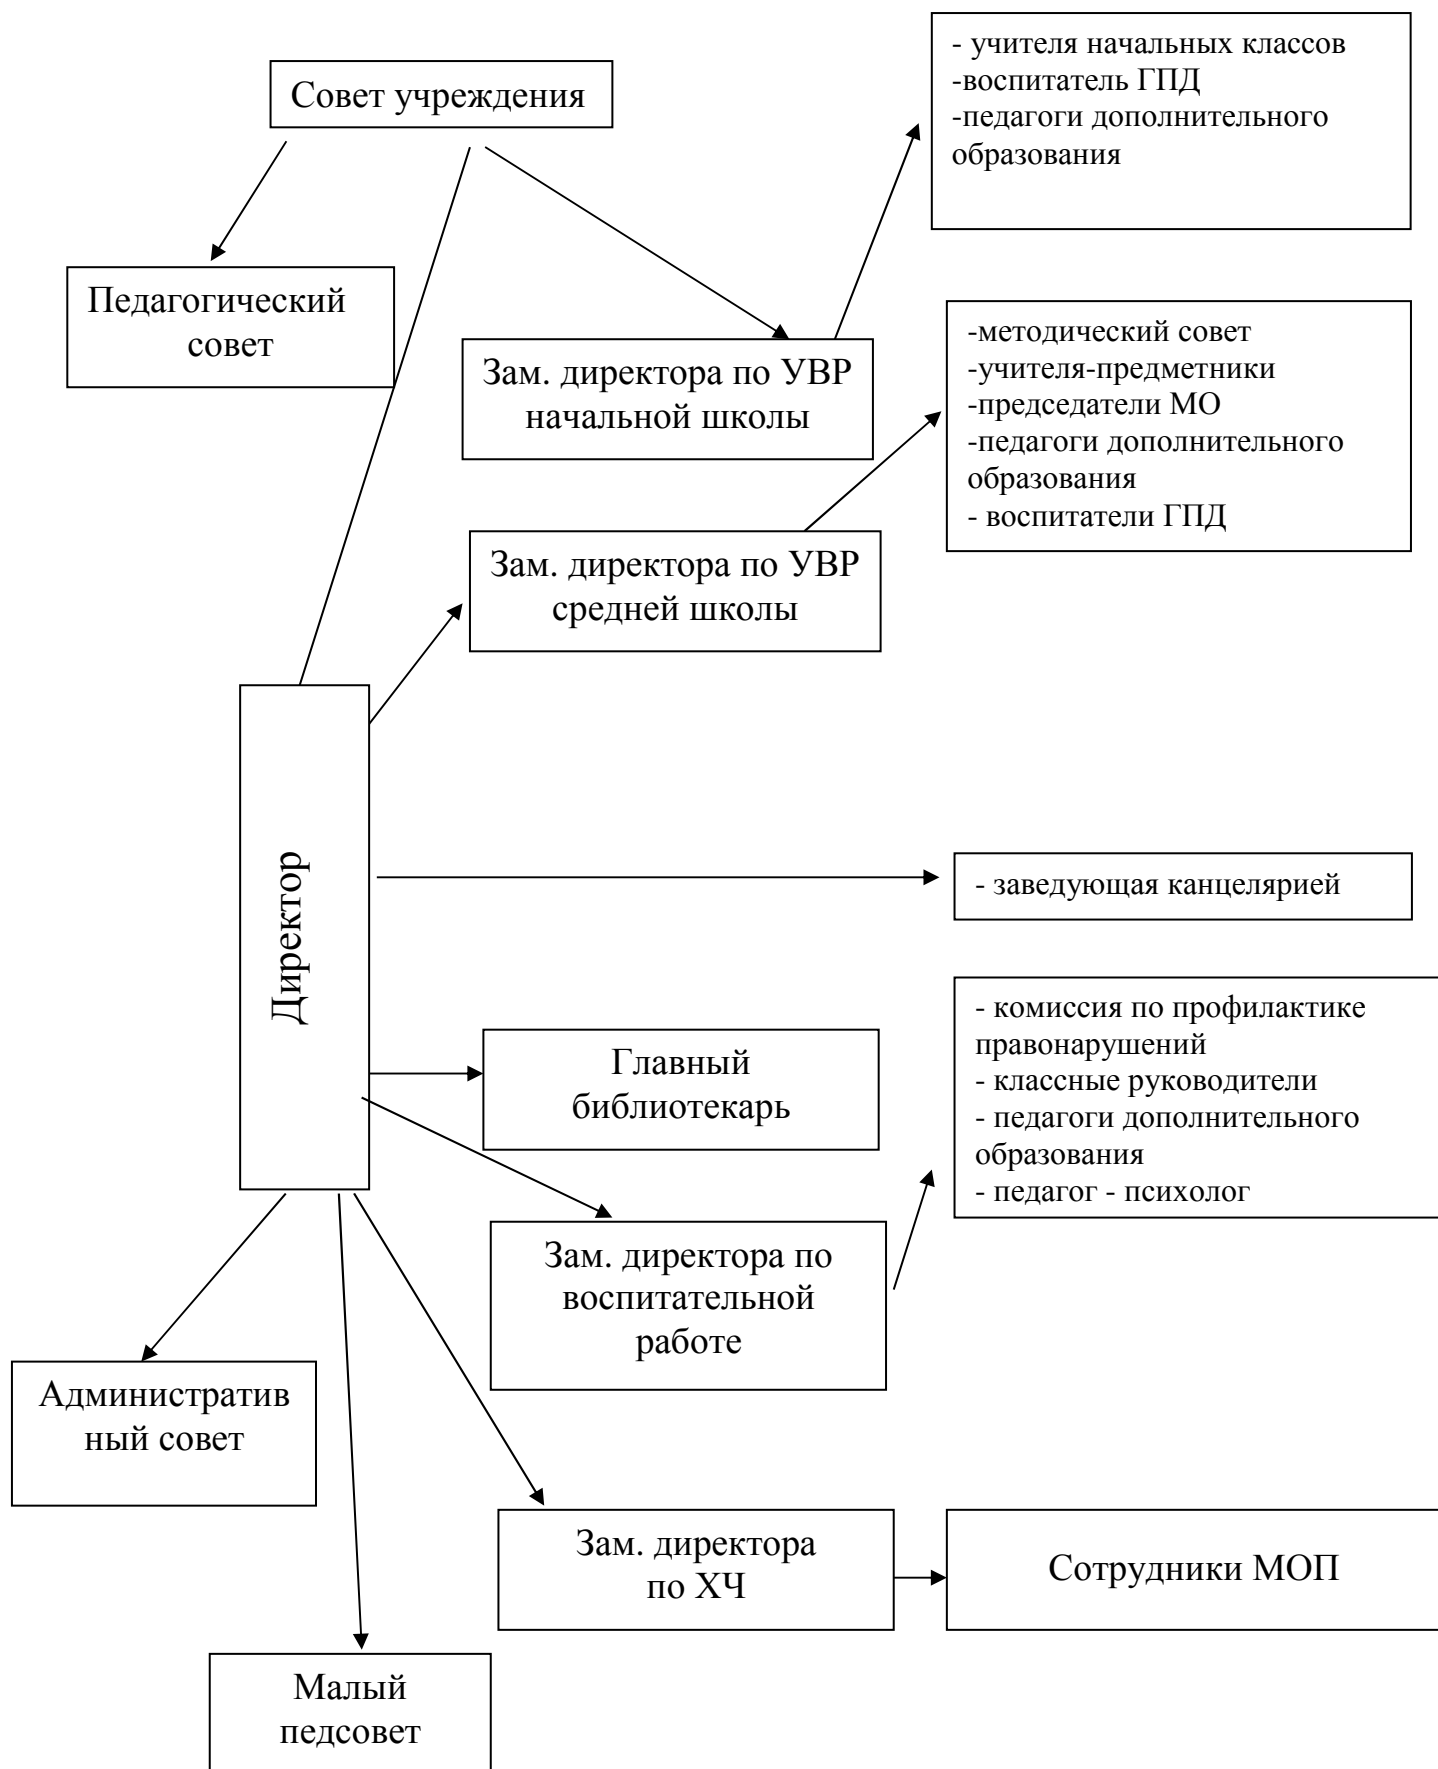 Совет учреждения
- учителя начальных классов
-воспитатель ГПД
-педагоги дополнительного
образования
Педагогический
совет
Зам. директора по УВР
начальной школы
-методический совет
-учителя-предметники
-председатели МО
-педагоги дополнительного
образования
- воспитатели ГПД
Зам. директора по УВР
средней школы
Директор
- заведующая канцелярией
Главный
библиотекарь
- комиссия по профилактике
правонарушений
- классные руководители
- педагоги дополнительного
образования
- педагог - психолог
Зам. директора по
воспитательной
работе
Административ
ный совет
Зам. директора
по ХЧ
Сотрудники МОП
Малый
педсовет